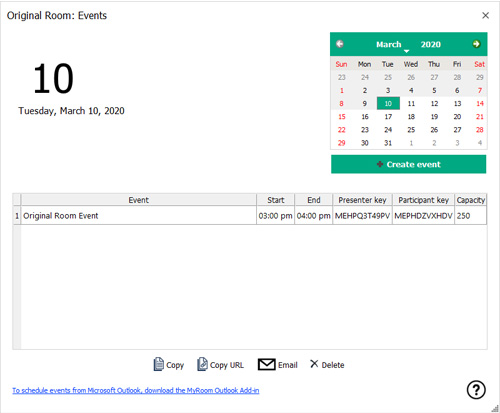 Original Room: Events
March 2020
Sun Mon Tue Wed Thu Fri Sat
23 24 25 26 27 28 29
1 2 3 4 5 6 7
8 9 10 11 12 13 14
15 16 17 18 19 20 21
22 23 24 25 26 27 28
29 30 31 1 2 3 4
10
Tuesday, March 10, 2020
Create event
Event Start End Presenter key Participant key Capacity
1 Original Room Event 03:00 pm 04:00 pm MEHPQ3T49PV MEPHDZVXHDV 250
Copy Copy URL Email Delete
To schedule events from Microsoft Outlook, download the MyRoom Outlook Add-in
?